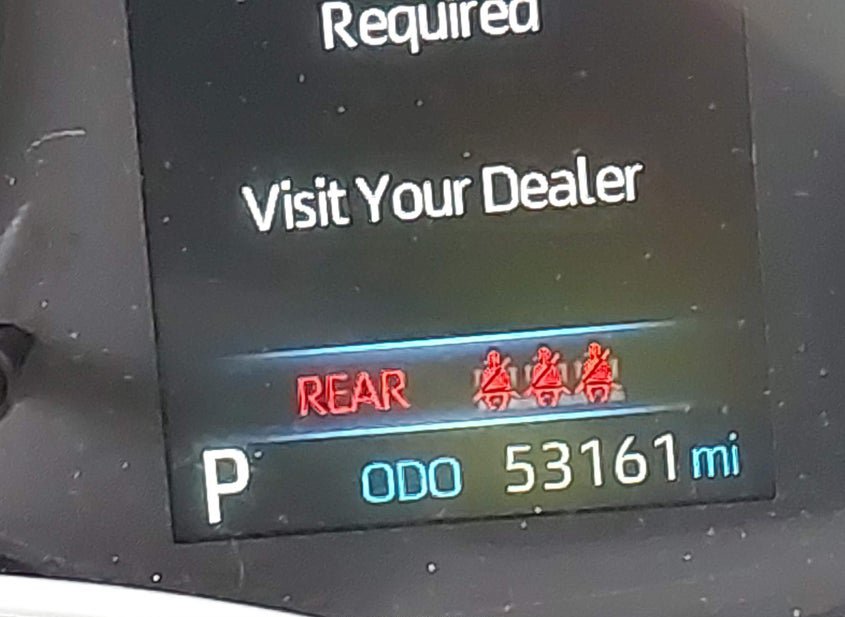 Required
Visit Your Dealer
REAR
P ODO 53161 mi